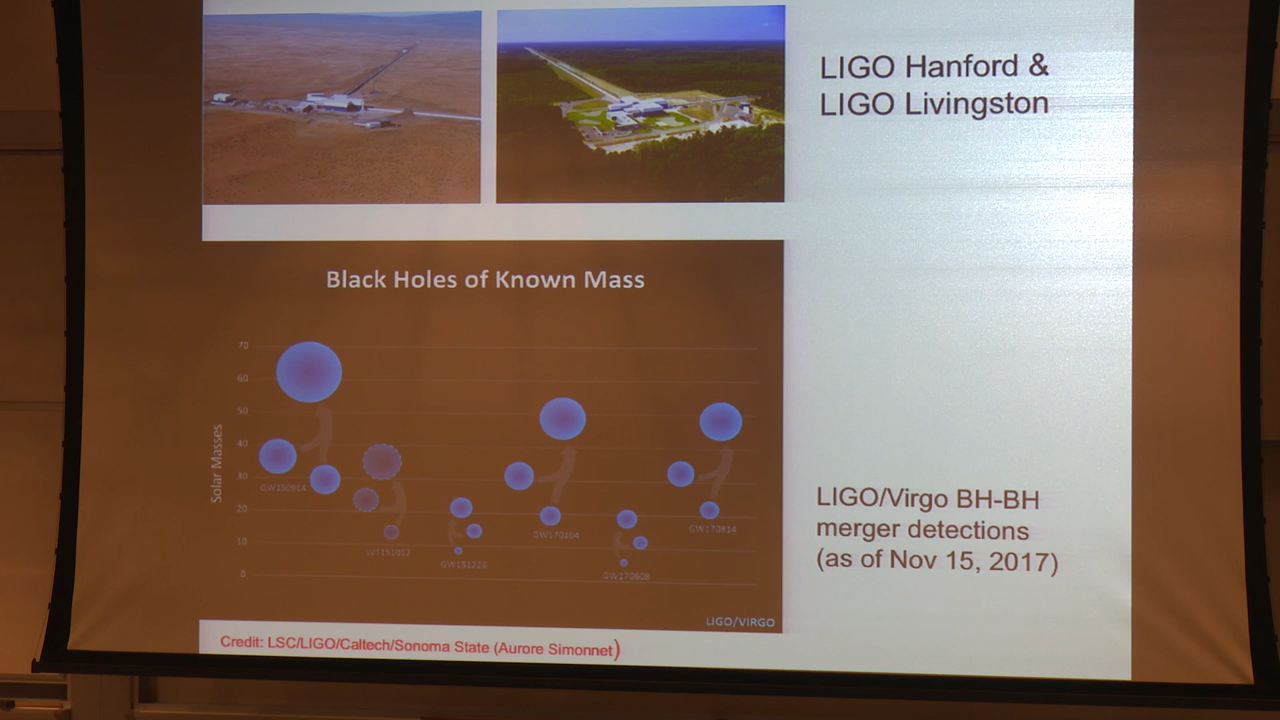 LIGO Hanford &
LIGO Livingston
Black Holes of Known Mass
70
60
50
40
30
20
10
0
Solar Masses
GW150914
LVT151012
GW151226
GW170104
GW170608
GW170814
LIGO/VIRGO
LIGO/Virgo BH-BH
merger detections
(as of Nov 15, 2017)
Credit: LSC/LIGO/Caltech/Sonoma State (Aurore Simonnet)